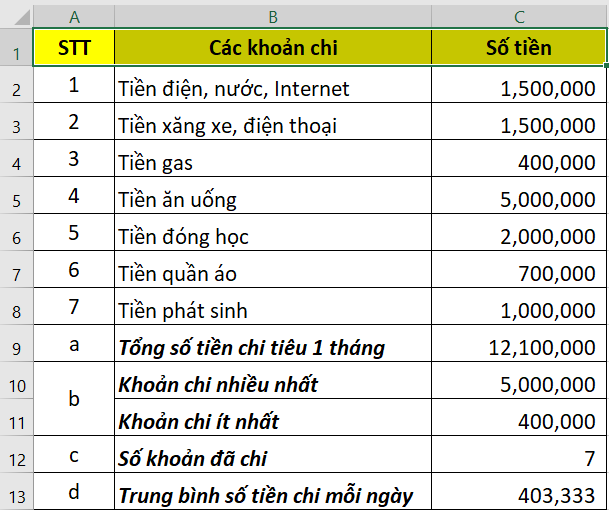 A B C
1 STT Các khoản chi Số tiền
2 1 Tiền điện, nước, Internet 1,500,000
3 2 Tiền xăng xe, điện thoại 1,500,000
4 3 Tiền gas 400,000
5 4 Tiền ăn uống 5,000,000
6 5 Tiền đóng học 2,000,000
7 6 Tiền quần áo 700,000
8 7 Tiền phát sinh 1,000,000
9 a Tổng số tiền chi tiêu 1 tháng 12,100,000
10 b Khoản chi nhiều nhất 5,000,000
11 Khoản chi ít nhất 400,000
12 c Số khoản đã chi 7
13 d Trung bình số tiền chi mỗi ngày 403,333